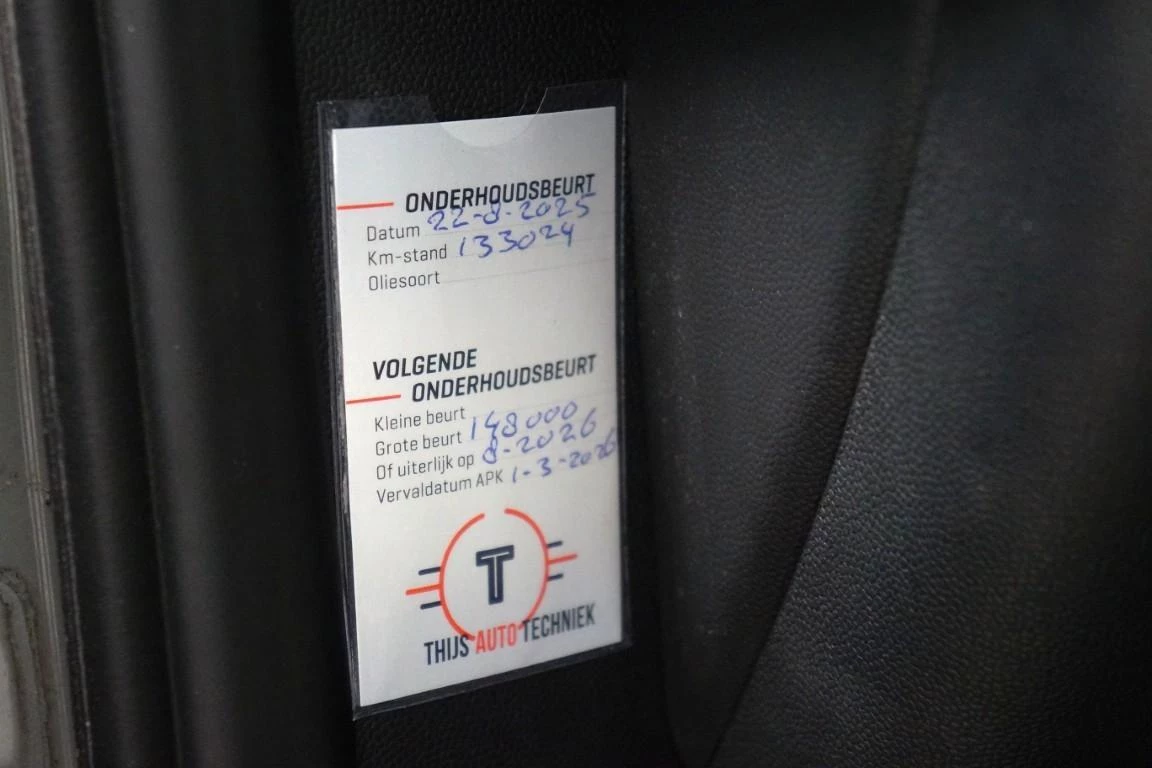 ONDERHOUDSBEURT
Datum 22-8-2025
Km-stand 133024
Oliesoort
VOLGENDE
ONDERHOUDSBEURT
Kleine beurt
Grote beurt 148000
Of uiterlijk op 8-2026
Vervaldatum APK 1-3-2026
T
THIJS AUTO TECHNIEK